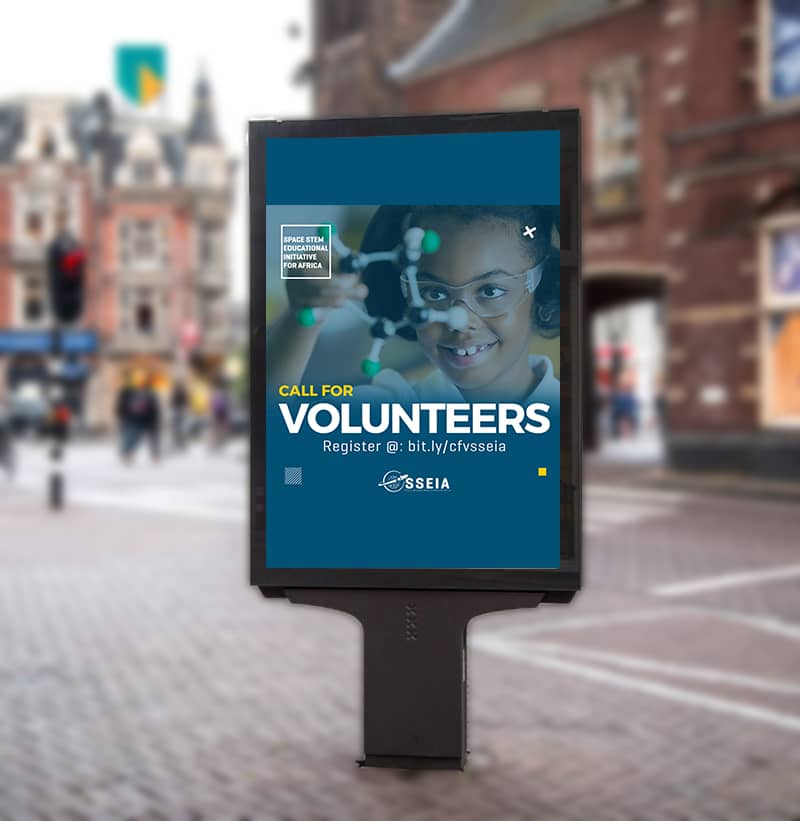 SPACE STEM
EDUCATIONAL
INITIATIVE
FOR AFRICA
CALL FOR
VOLUNTEERS
Register @: bit.ly/cfvsseia
SSEIA